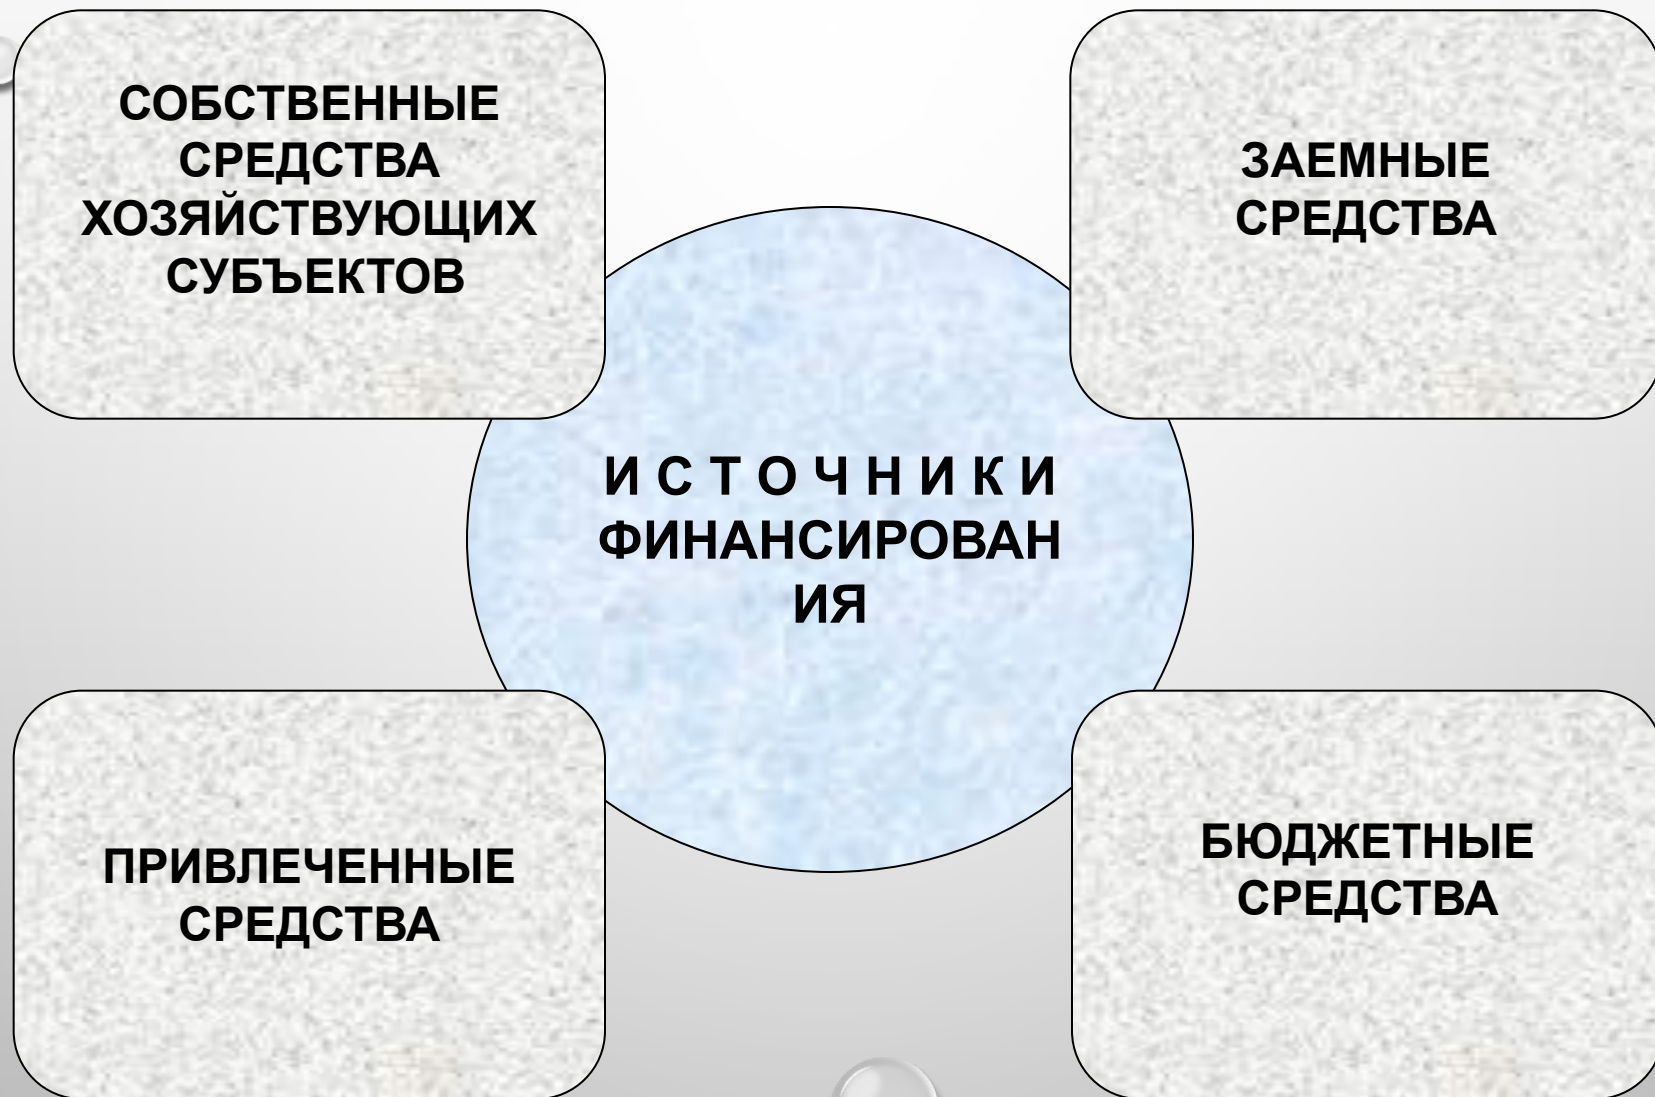 СОБСТВЕННЫЕ
СРЕДСТВА
ХОЗЯЙСТВУЮЩИХ
СУБЪЕКТОВ
ЗАЕМНЫЕ
СРЕДСТВА
И С Т О Ч Н И К И
ФИНАНСИРОВАН
ИЯ
ПРИВЛЕЧЕННЫЕ
СРЕДСТВА
БЮДЖЕТНЫЕ
СРЕДСТВА